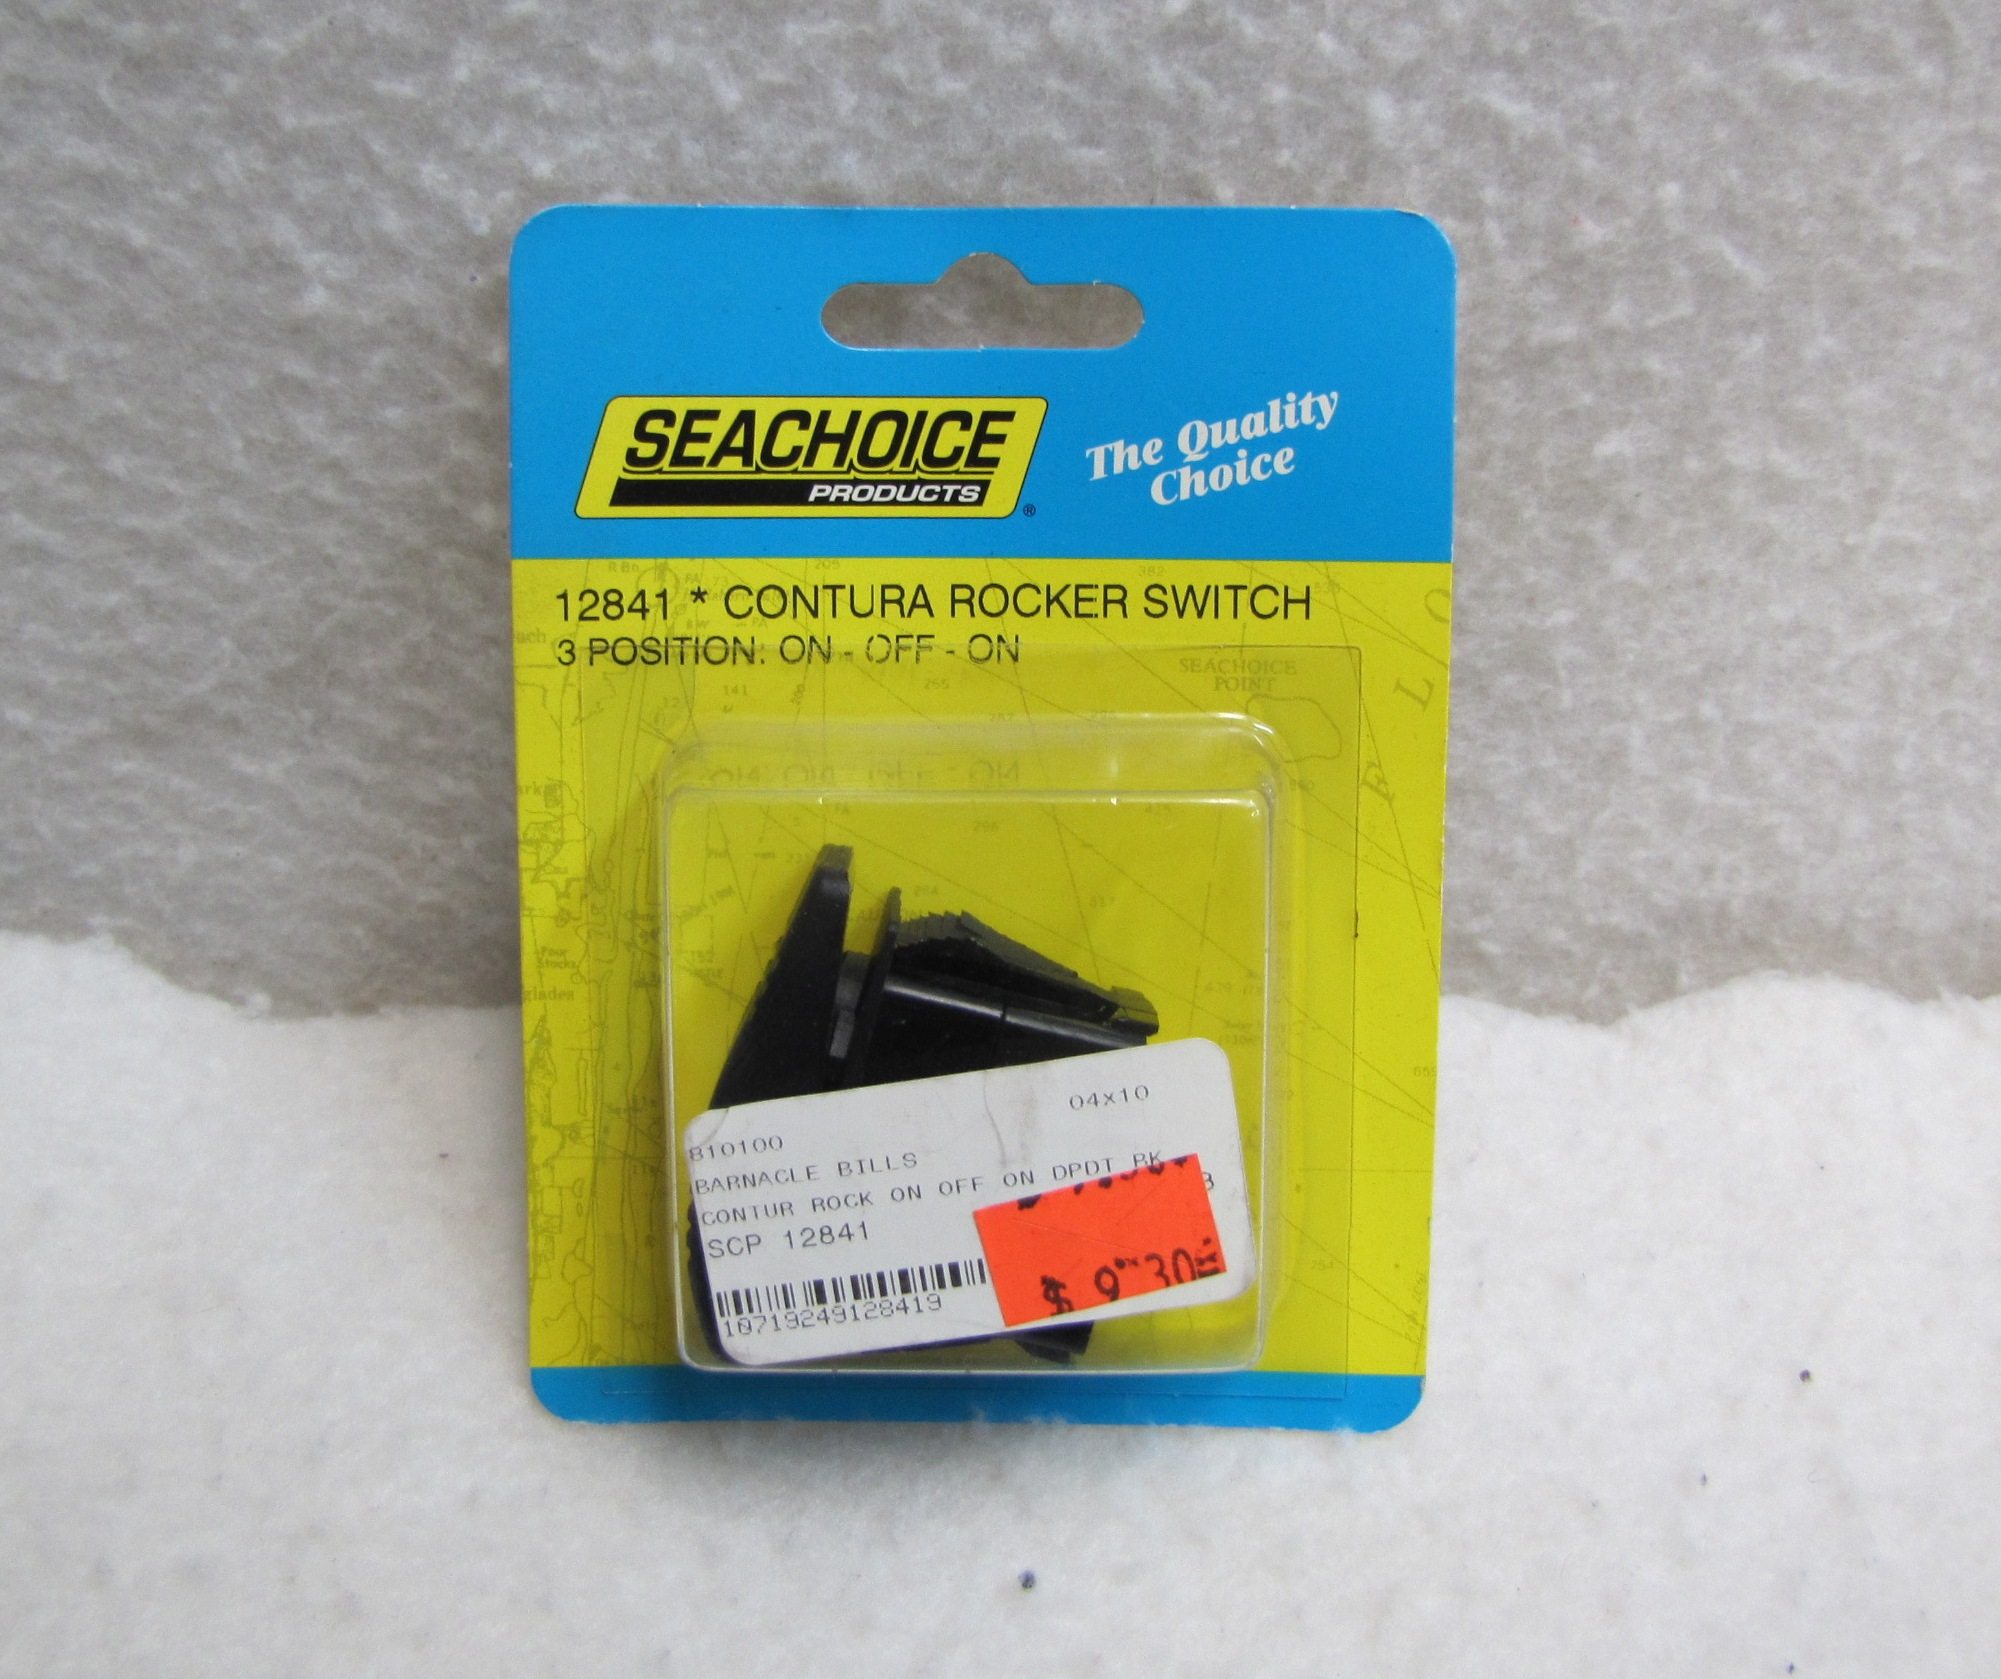 SEACHOICE
PRODUCTS
®
The Quality
Choice
12841 * CONTURA ROCKER SWITCH
3 POSITION: ON - OFF - ON
SEACHOICE
POINT
04x10
810100
BARNACLE BILLS
CONTUR ROCK ON OFF ON DPDT BK
SCP 12841
10719249128419
$ 9 30